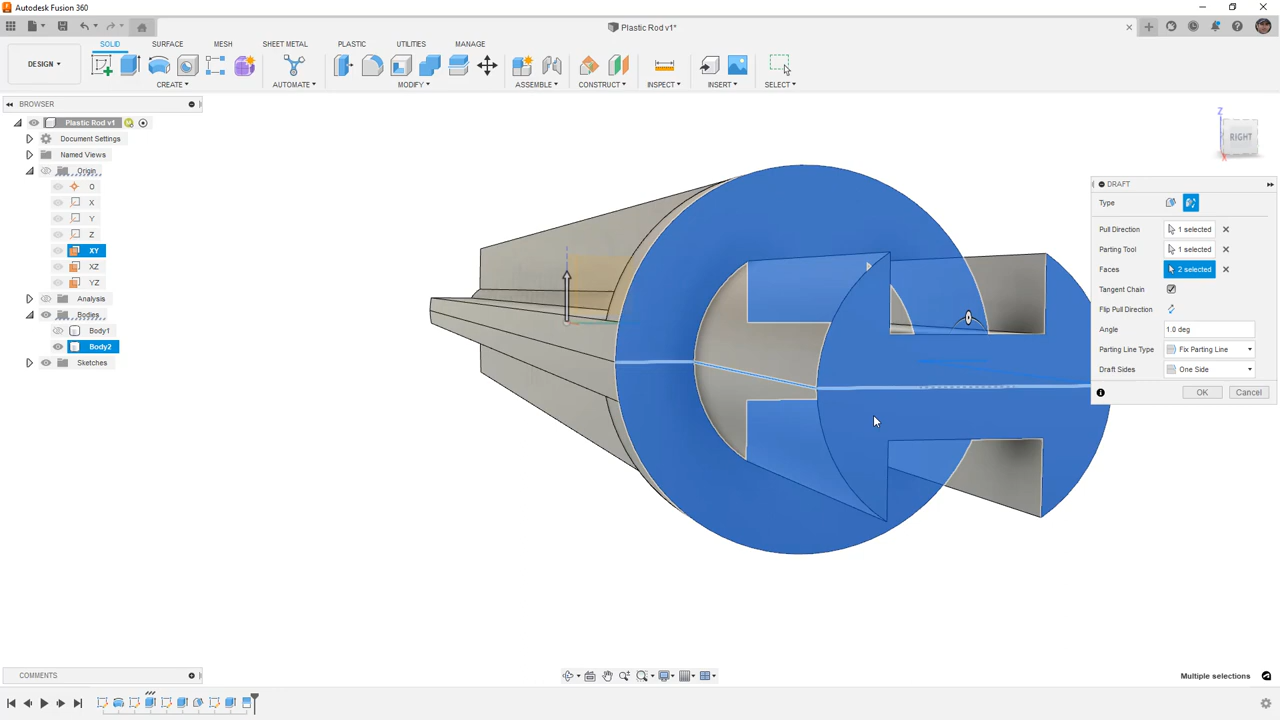 Autodesk Fusion 360
Plastic Rod v1*
DESIGN
SOLID SURFACE MESH SHEET METAL PLASTIC UTILITIES MANAGE
CREATE AUTOMATE MODIFY ASSEMBLE CONSTRUCT INSPECT INSERT SELECT
BROWSER
Plastic Rod v1
Document Settings
Named Views
Origin
O
X
Y
Z
XY
XZ
YZ
Analysis
Bodies
Body1
Body2
Sketches
Z
RIGHT
X
DRAFT
Type
Pull Direction 1 selected
Parting Tool 1 selected
Faces 2 selected
Tangent Chain
Flip Pull Direction
Angle 1.0 deg
Parting Line Type Fix Parting Line
Draft Sides One Side
OK Cancel
COMMENTS
Multiple selections